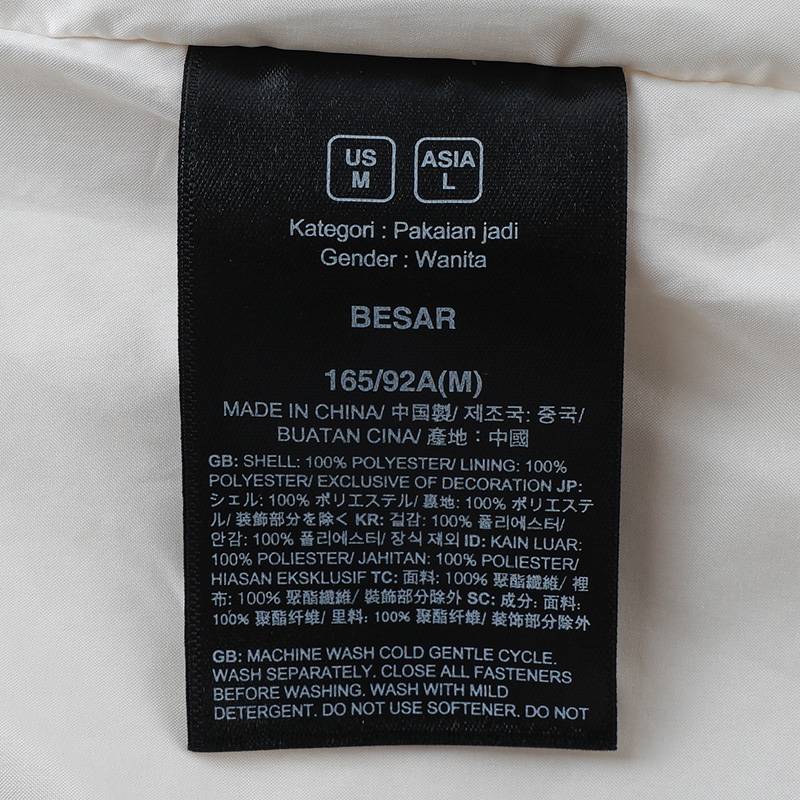 US ASIA
M L
Kategori : Pakaian jadi
Gender : Wanita
BESAR
165/92A(M)
MADE IN CHINA/ 中国製/ 제조국: 중국/
BUATAN CINA/ 產地：中國
GB: SHELL: 100% POLYESTER/ LINING: 100%
POLYESTER/ EXCLUSIVE OF DECORATION JP:
シェル: 100% ポリエステル/ 裏地: 100% ポリエステ
ル/ 装飾部分を除く KR: 겉감: 100% 폴리에스터/
안감: 100% 폴리에스터/ 장식 제외 ID: KAIN LUAR:
100% POLIESTER/ JAHITAN: 100% POLIESTER/
HIASAN EKSKLUSIF TC: 面料: 100% 聚酯纖維/ 裡
布: 100% 聚酯纖維/ 裝飾部分除外 SC: 成分: 面料:
100% 聚酯纤维/ 里料: 100% 聚酯纤维/ 装饰部分除外
GB: MACHINE WASH COLD GENTLE CYCLE.
WASH SEPARATELY. CLOSE ALL FASTENERS
BEFORE WASHING. WASH WITH MILD
DETERGENT. DO NOT USE SOFTENER. DO NOT